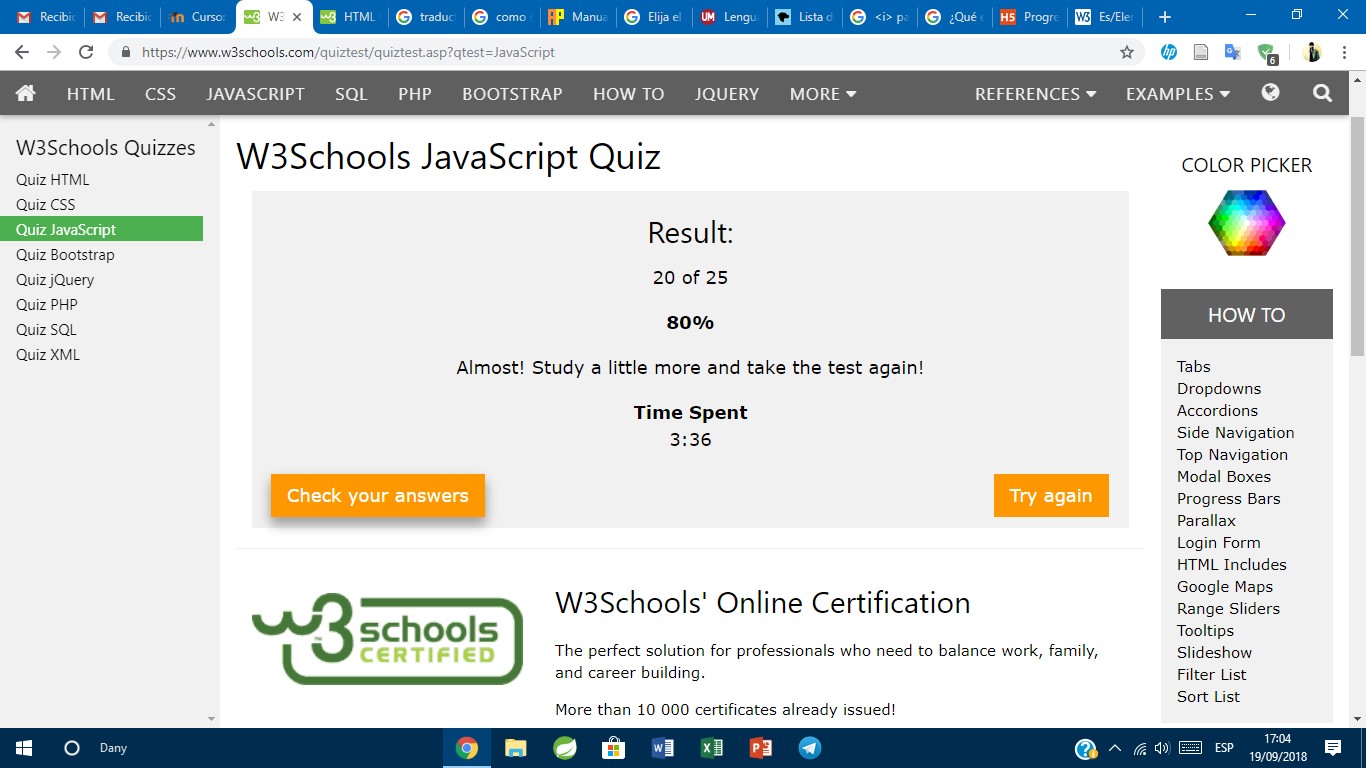 Recibic
Recibic
Curso:
W3
HTML
traduc
como
Manua
Elija el
Lengu
Lista d
<i> pa
¿Qué
Progre
Es/Eler
https://www.w3schools.com/quiztest/quiztest.asp?qtest=JavaScript
6
HTML CSS JAVASCRIPT SQL PHP BOOTSTRAP HOW TO JQUERY MORE REFERENCES EXAMPLES
W3Schools Quizzes
Quiz HTML
Quiz CSS
Quiz JavaScript
Quiz Bootstrap
Quiz jQuery
Quiz PHP
Quiz SQL
Quiz XML
W3Schools JavaScript Quiz
Result:
20 of 25
80%
Almost! Study a little more and take the test again!
Time Spent
3:36
Check your answers
Try again
w3schools
CERTIFIED
W3Schools' Online Certification
The perfect solution for professionals who need to balance work, family,
and career building.
More than 10 000 certificates already issued!
COLOR PICKER
HOW TO
Tabs
Dropdowns
Accordions
Side Navigation
Top Navigation
Modal Boxes
Progress Bars
Parallax
Login Form
HTML Includes
Google Maps
Range Sliders
Tooltips
Slideshow
Filter List
Sort List
Dany
ESP
17:04
19/09/2018